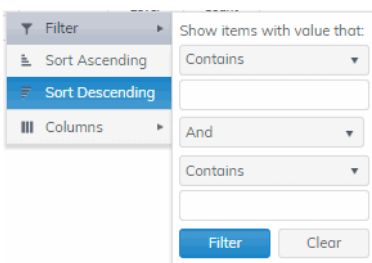 Filter
Sort Ascending
Sort Descending
Columns
Show items with value that:
Contains
And
Contains
Filter Clear